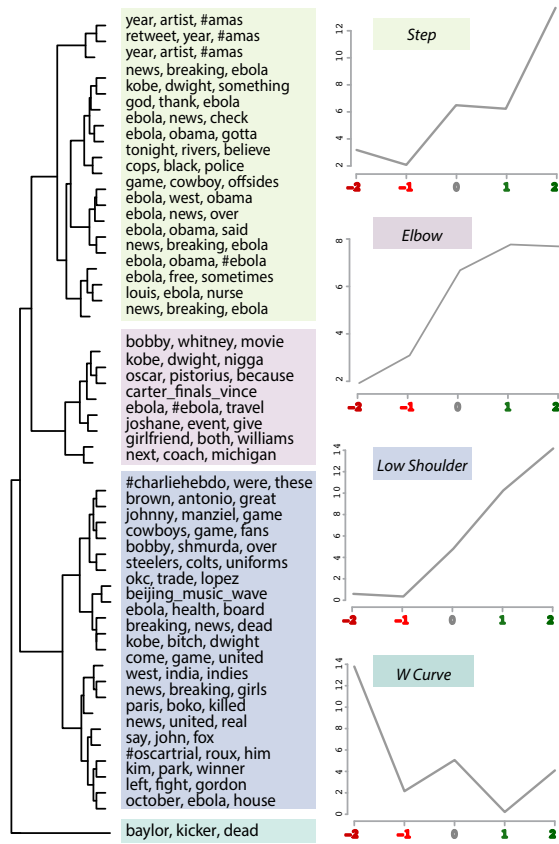 year, artist, #amas
retweet, year, #amas
year, artist, #amas
news, breaking, ebola
kobe, dwight, something
god, thank, ebola
ebola, news, check
ebola, obama, gotta
tonight, rivers, believe
cops, black, police
game, cowboy, offsides
ebola, west, obama
ebola, news, over
ebola, obama, said
news, breaking, ebola
ebola, obama, #ebola
ebola, free, sometimes
louis, ebola, nurse
news, breaking, ebola
bobby, whitney, movie
kobe, dwight, nigga
oscar, pistorius, because
carter_finals_vince
ebola, #ebola, travel
joshane, event, give
girlfriend, both, williams
next, coach, michigan
#charliehebdo, were, these
brown, antonio, great
johnny, manziel, game
cowboys, game, fans
bobby, shmurda, over
steelers, colts, uniforms
okc, trade, lopez
beijing_music_wave
ebola, health, board
breaking, news, dead
kobe, bitch, dwight
come, game, united
west, india, indies
news, breaking, girls
paris, boko, killed
news, united, real
say, john, fox
#oscartrial, roux, him
kim, park, winner
left, fight, gordon
october, ebola, house
baylor, kicker, dead
Step
12
10
8
6
4
2
-2 -1 0 1 2
Elbow
8
6
4
2
-2 -1 0 1 2
Low Shoulder
14
12
10
8
6
4
2
0
-2 -1 0 1 2
W Curve
14
12
10
8
6
4
2
0
-2 -1 0 1 2